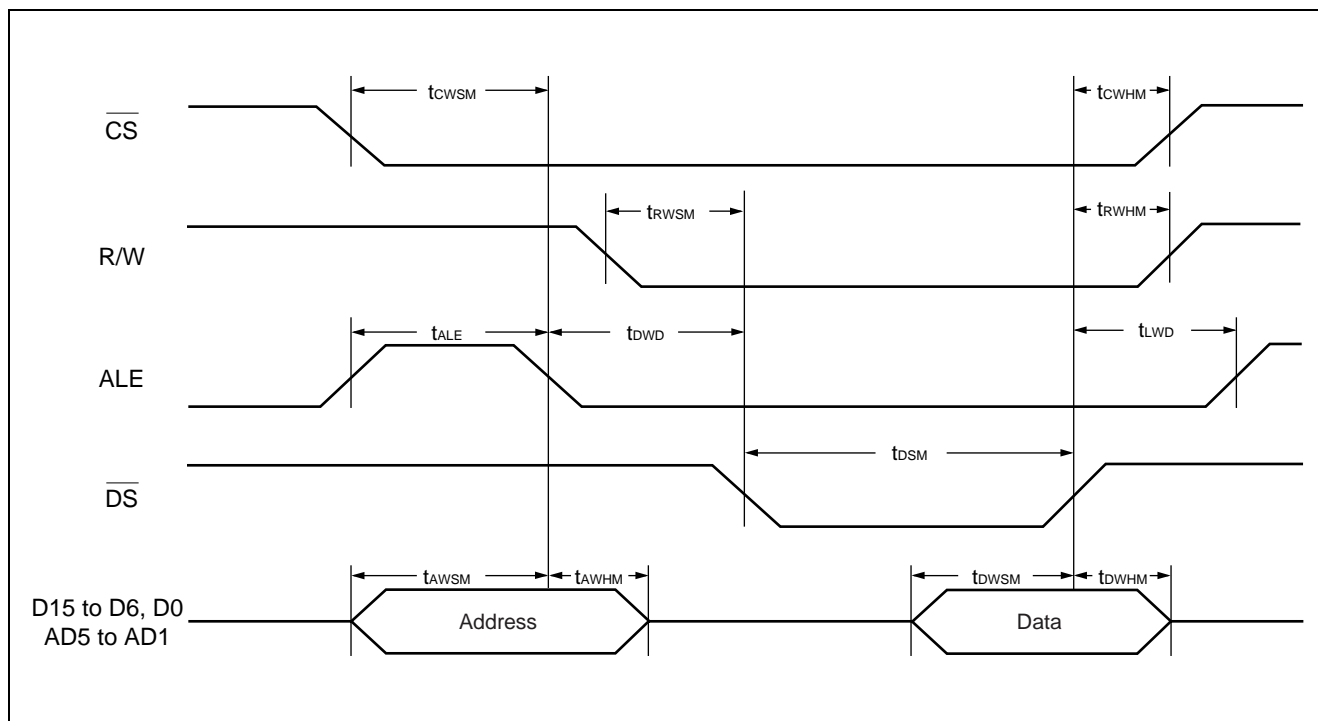 tCWSM
tCWHM
CS
tRWSM
tRWHM
R/W
tALE
tDWD
tLWD
ALE
tDSM
DS
tAWSM
tAWHM
tDWSM
tDWHM
D15 to D6, D0
AD5 to AD1
Address
Data